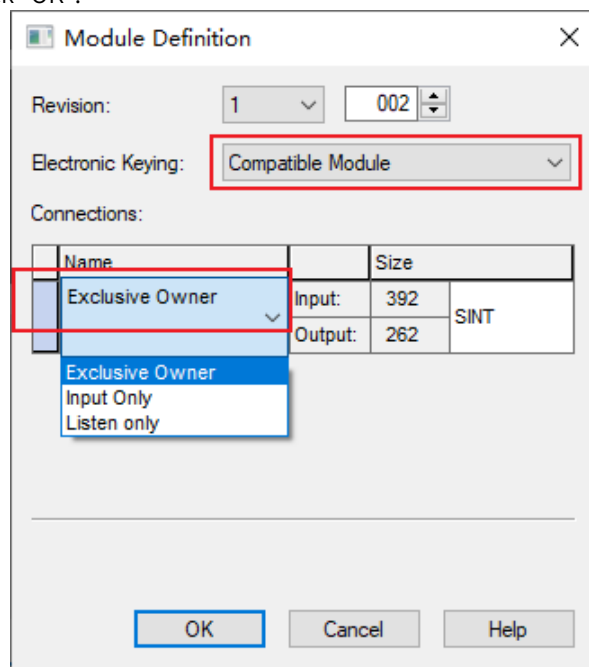 Module Definition
Revision: 1 002
Electronic Keying: Compatible Module
Connections:
Name Size
Exclusive Owner Input: 392 SINT
Output: 262
Exclusive Owner
Input Only
Listen only
OK Cancel Help